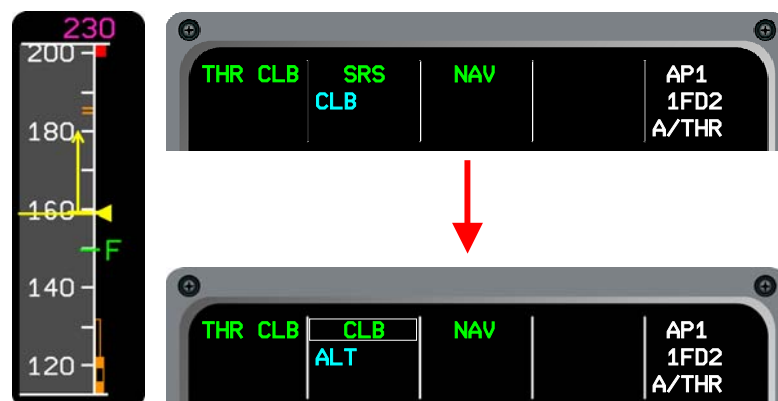 230
200
180
160
F
140
120
THR CLB SRS NAV AP1
CLB 1FD2
A/THR
THR CLB CLB NAV AP1
ALT 1FD2
A/THR